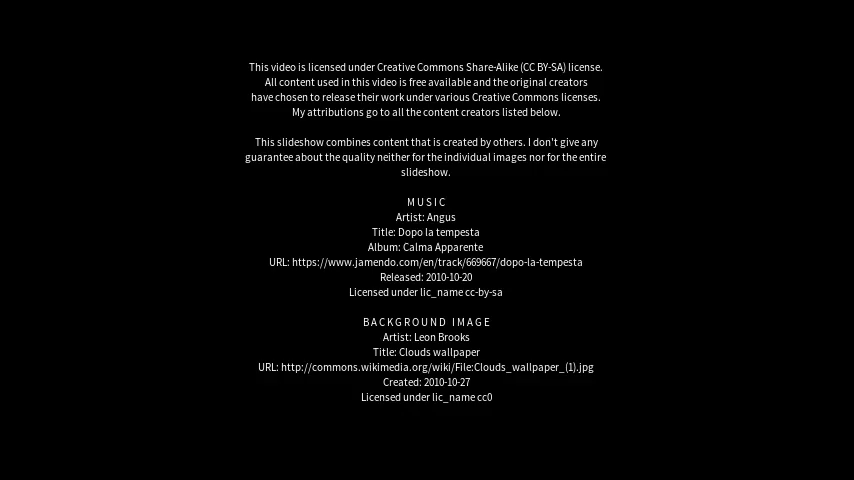 This video is licensed under Creative Commons Share-Alike (CC BY-SA) license.
All content used in this video is free available and the original creators
have chosen to release their work under various Creative Commons licenses.
My attributions go to all the content creators listed below.
This slideshow combines content that is created by others. I don't give any
guarantee about the quality neither for the individual images nor for the entire
slideshow.
MUSIC
Artist: Angus
Title: Dopo la tempesta
Album: Calma Apparente
URL: https://www.jamendo.com/en/track/669667/dopo-la-tempesta
Released: 2010-10-20
Licensed under lic_name cc-by-sa
BACKGROUND IMAGE
Artist: Leon Brooks
Title: Clouds wallpaper
URL: http://commons.wikimedia.org/wiki/File:Clouds_wallpaper_(1).jpg
Created: 2010-10-27
Licensed under lic_name cc0